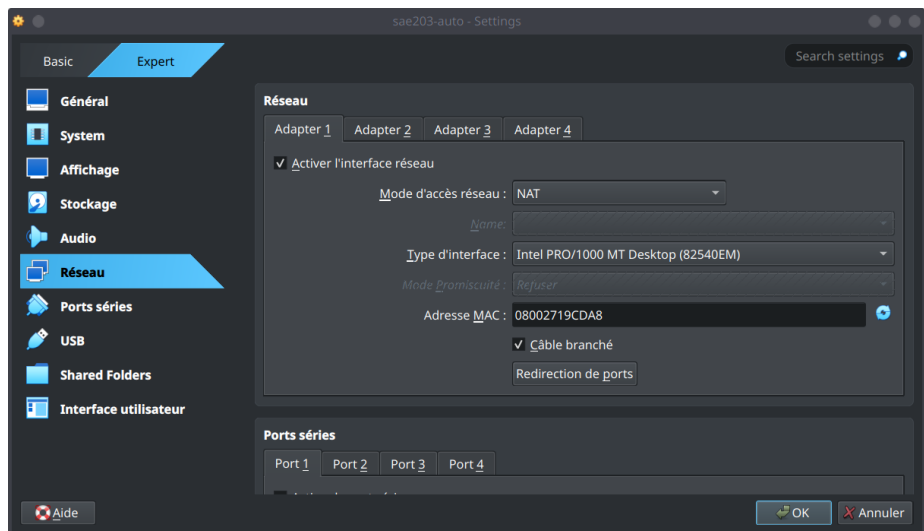 sae203-auto - Settings
Basic
Expert
Search settings
Général
System
Affichage
Stockage
Audio
Réseau
Ports séries
USB
Shared Folders
Interface utilisateur
Réseau
Adapter 1 Adapter 2 Adapter 3 Adapter 4
Activer l'interface réseau
Mode d'accès réseau : NAT
Name:
Type d'interface : Intel PRO/1000 MT Desktop (82540EM)
Mode Promiscuité : Refuser
Adresse MAC : 08002719CDA8
Câble branché
Redirection de ports
Ports séries
Port 1 Port 2 Port 3 Port 4
Aide
OK
Annuler